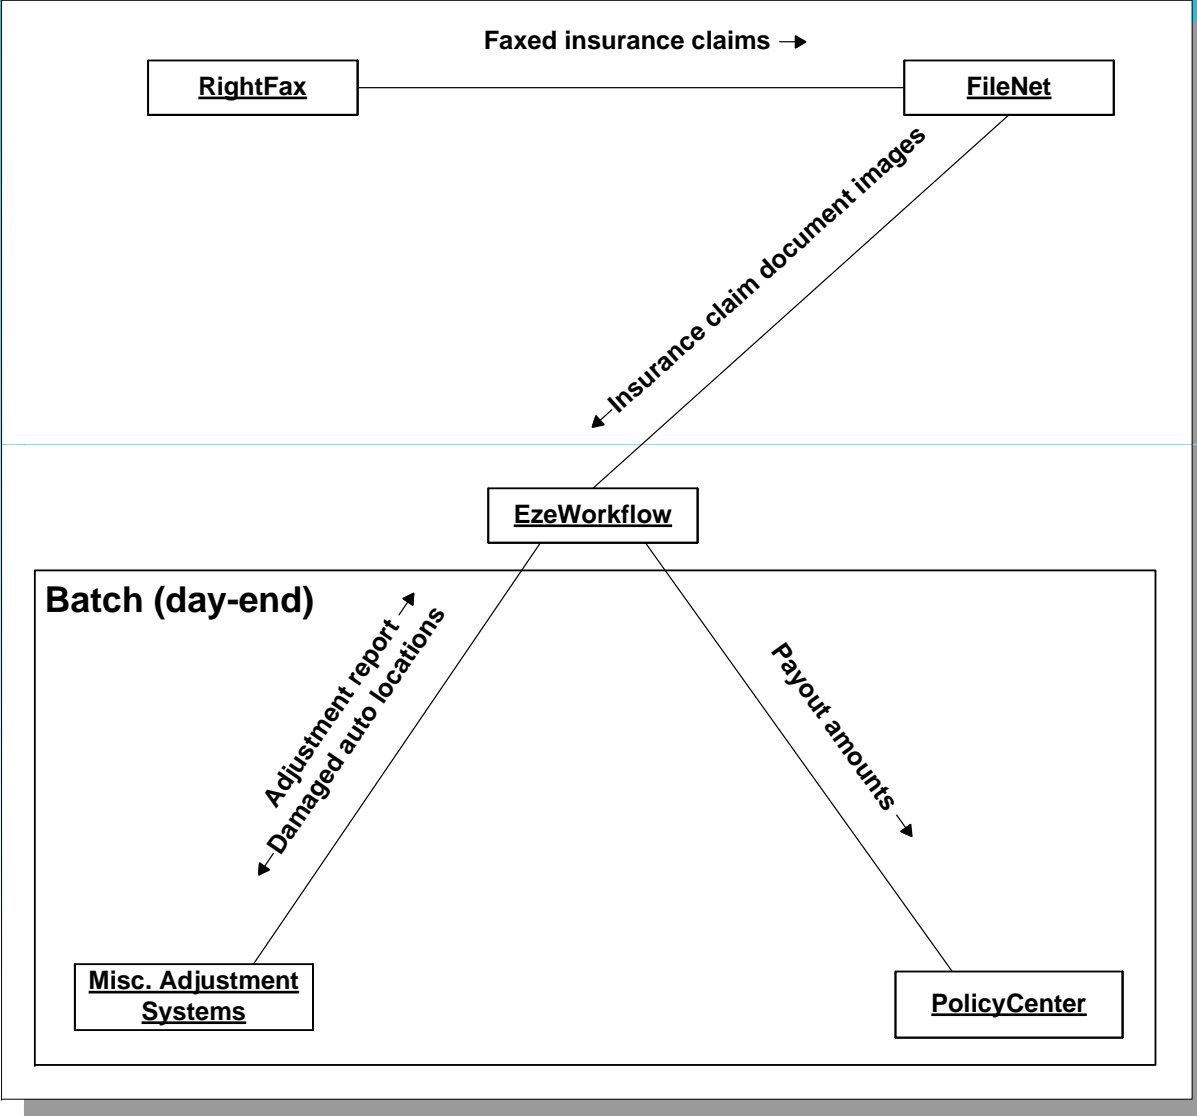 Faxed insurance claims
RightFax
FileNet
Insurance claim document images
EzeWorkflow
Batch (day-end)
Adjustment report
Damaged auto locations
Payout amounts
Misc. Adjustment
Systems
PolicyCenter